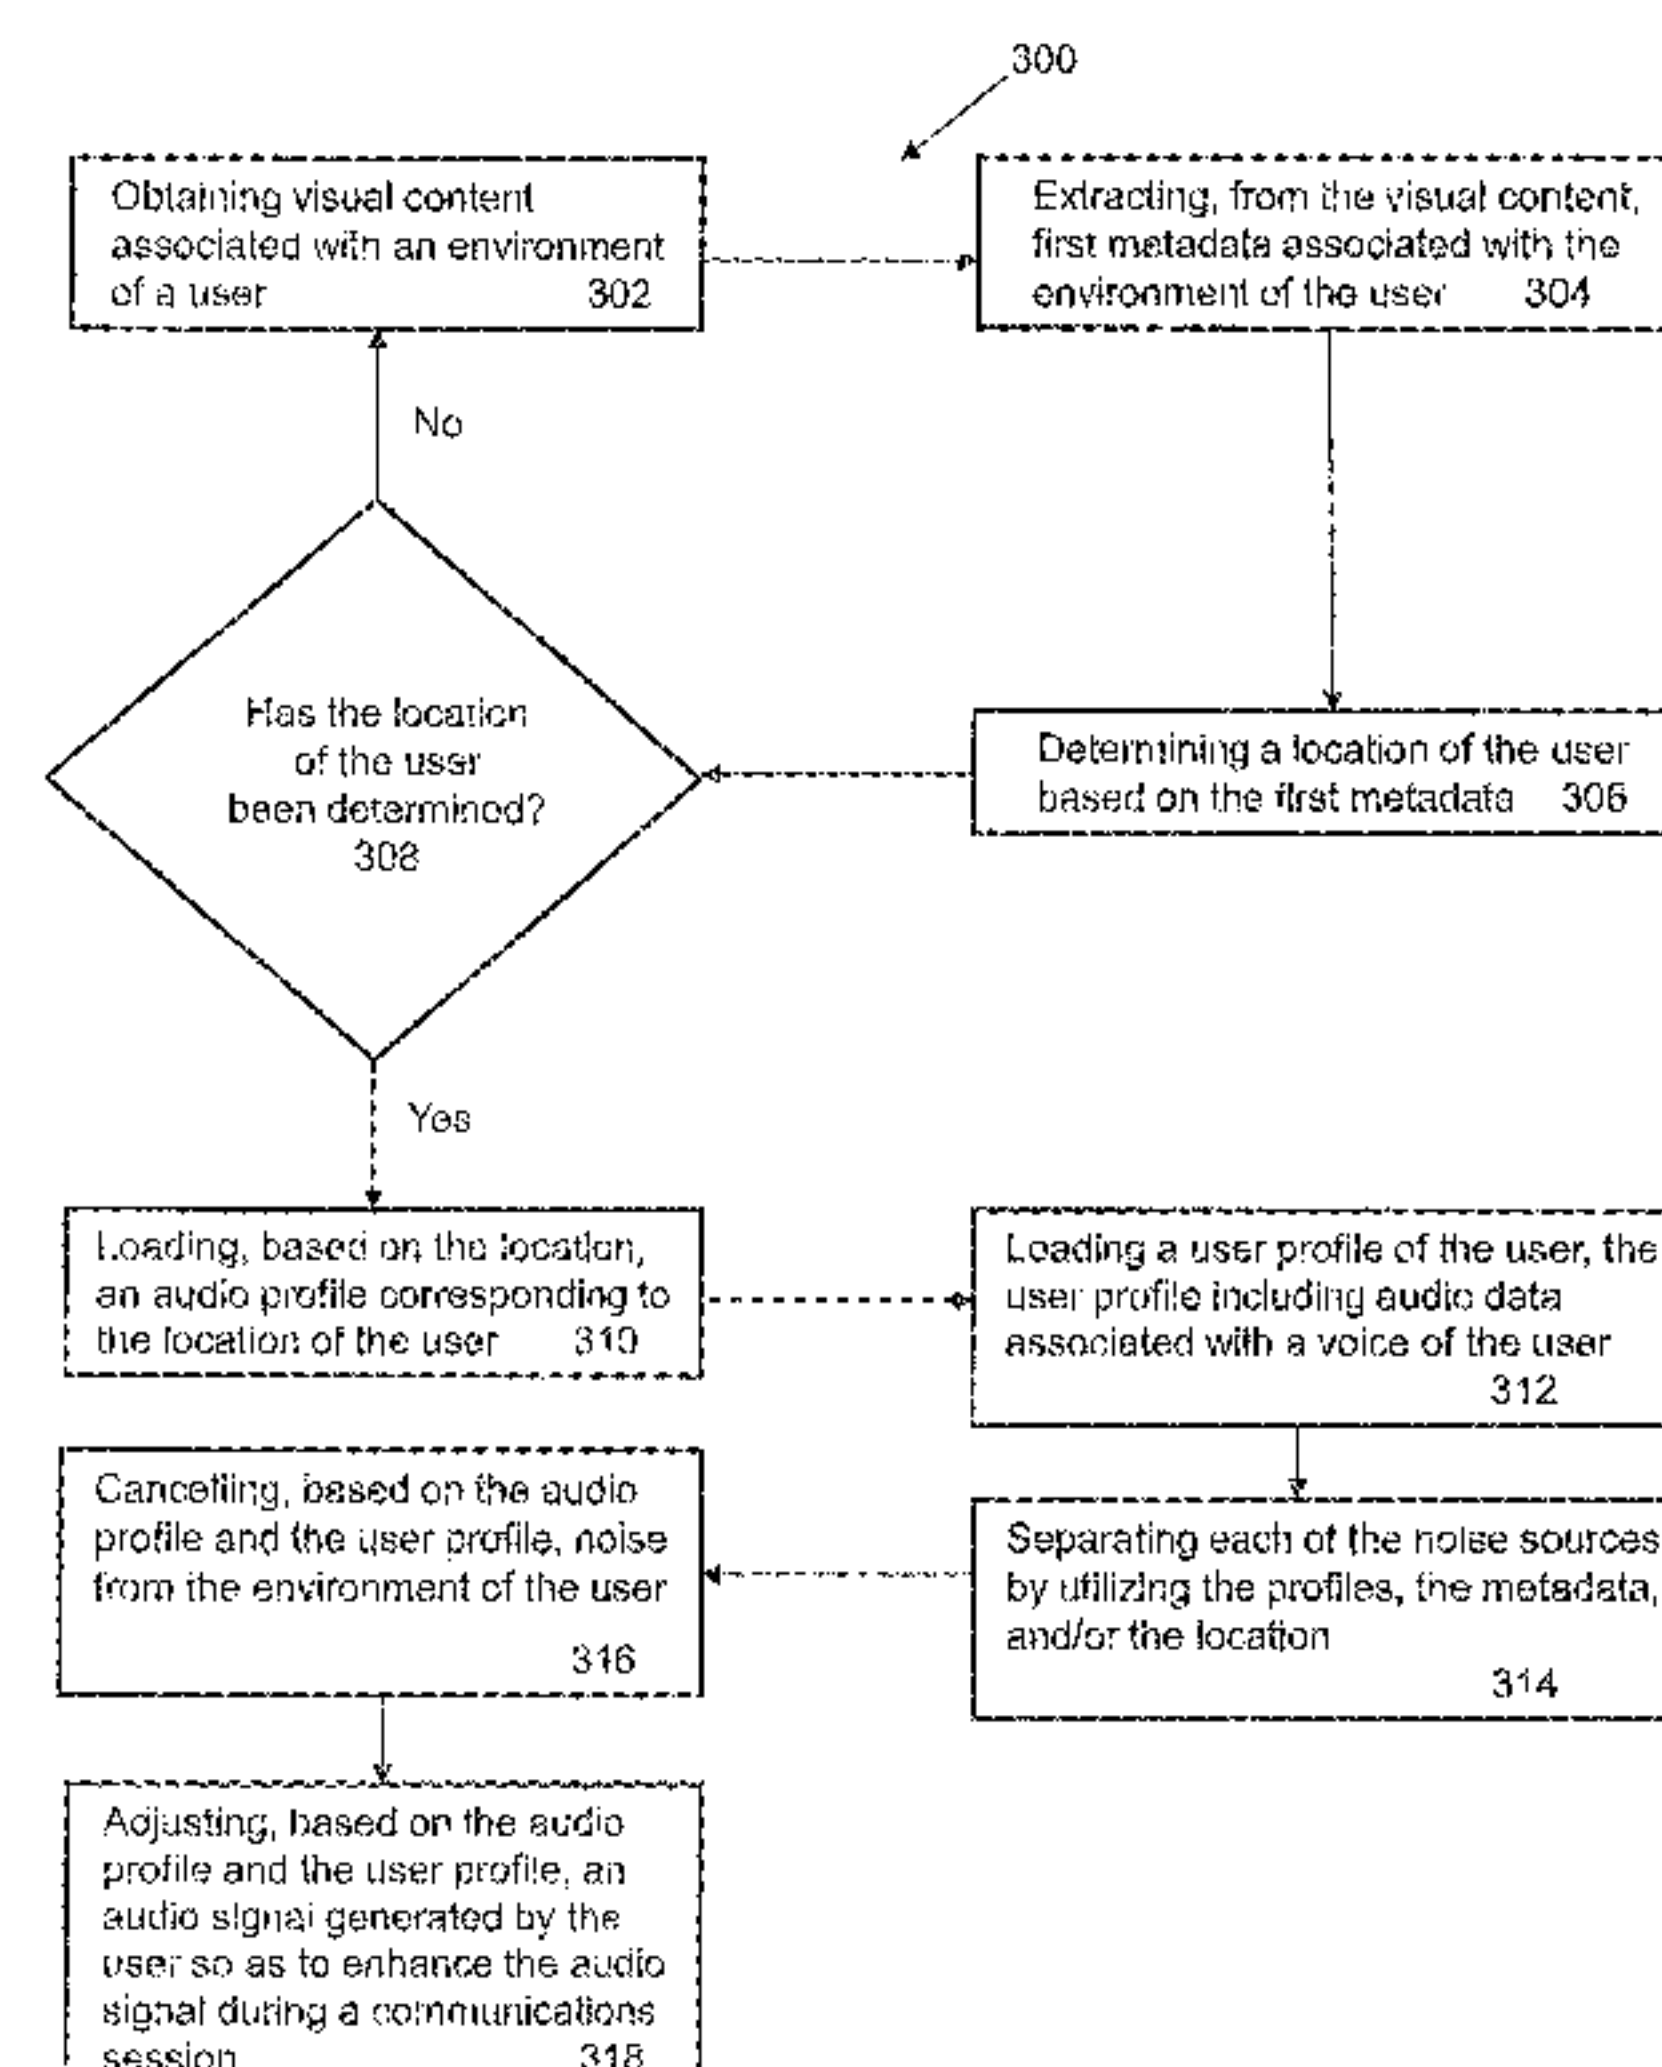 300
Obtaining visual content
associated with an environment
of a user 302
Extracting, from the visual content,
first metadata associated with the
environment of the user 304
No
Has the location
of the user
been determined?
308
Determining a location of the user
based on the first metadata 306
Yes
Loading, based on the location,
an audio profile corresponding to
the location of the user 310
Loading a user profile of the user, the
user profile including audio data
associated with a voice of the user
312
Cancelling, based on the audio
profile and the user profile, noise
from the environment of the user
316
Separating each of the noise sources
by utilizing the profiles, the metadata,
and/or the location
314
Adjusting, based on the audio
profile and the user profile, an
audio signal generated by the
user so as to enhance the audio
signal during a communications
session 318